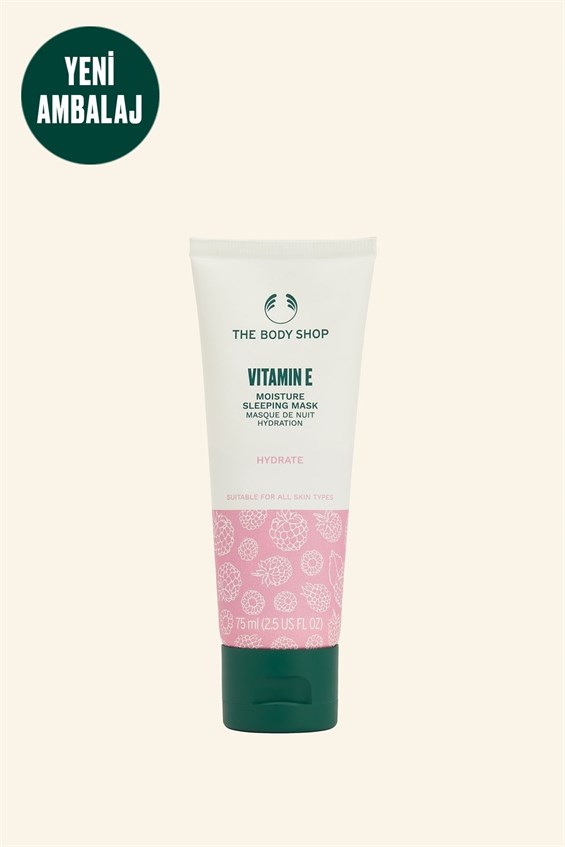 YENİ
AMBALAJ
THE BODY SHOP
VITAMIN E
MOISTURE
SLEEPING MASK
MASQUE DE NUIT
HYDRATION
HYDRATE
SUITABLE FOR ALL SKIN TYPES
75 ml (2.5 US FL OZ)